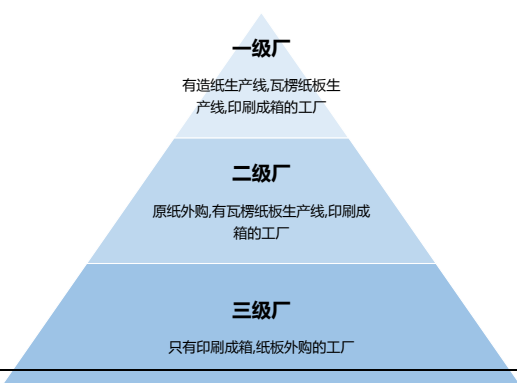 一级厂
有造纸生产线,瓦楞纸板生
产线,印刷成箱的工厂
二级厂
原纸外购,有瓦楞纸板生产线,印刷成
箱的工厂
三级厂
只有印刷成箱,纸板外购的工厂